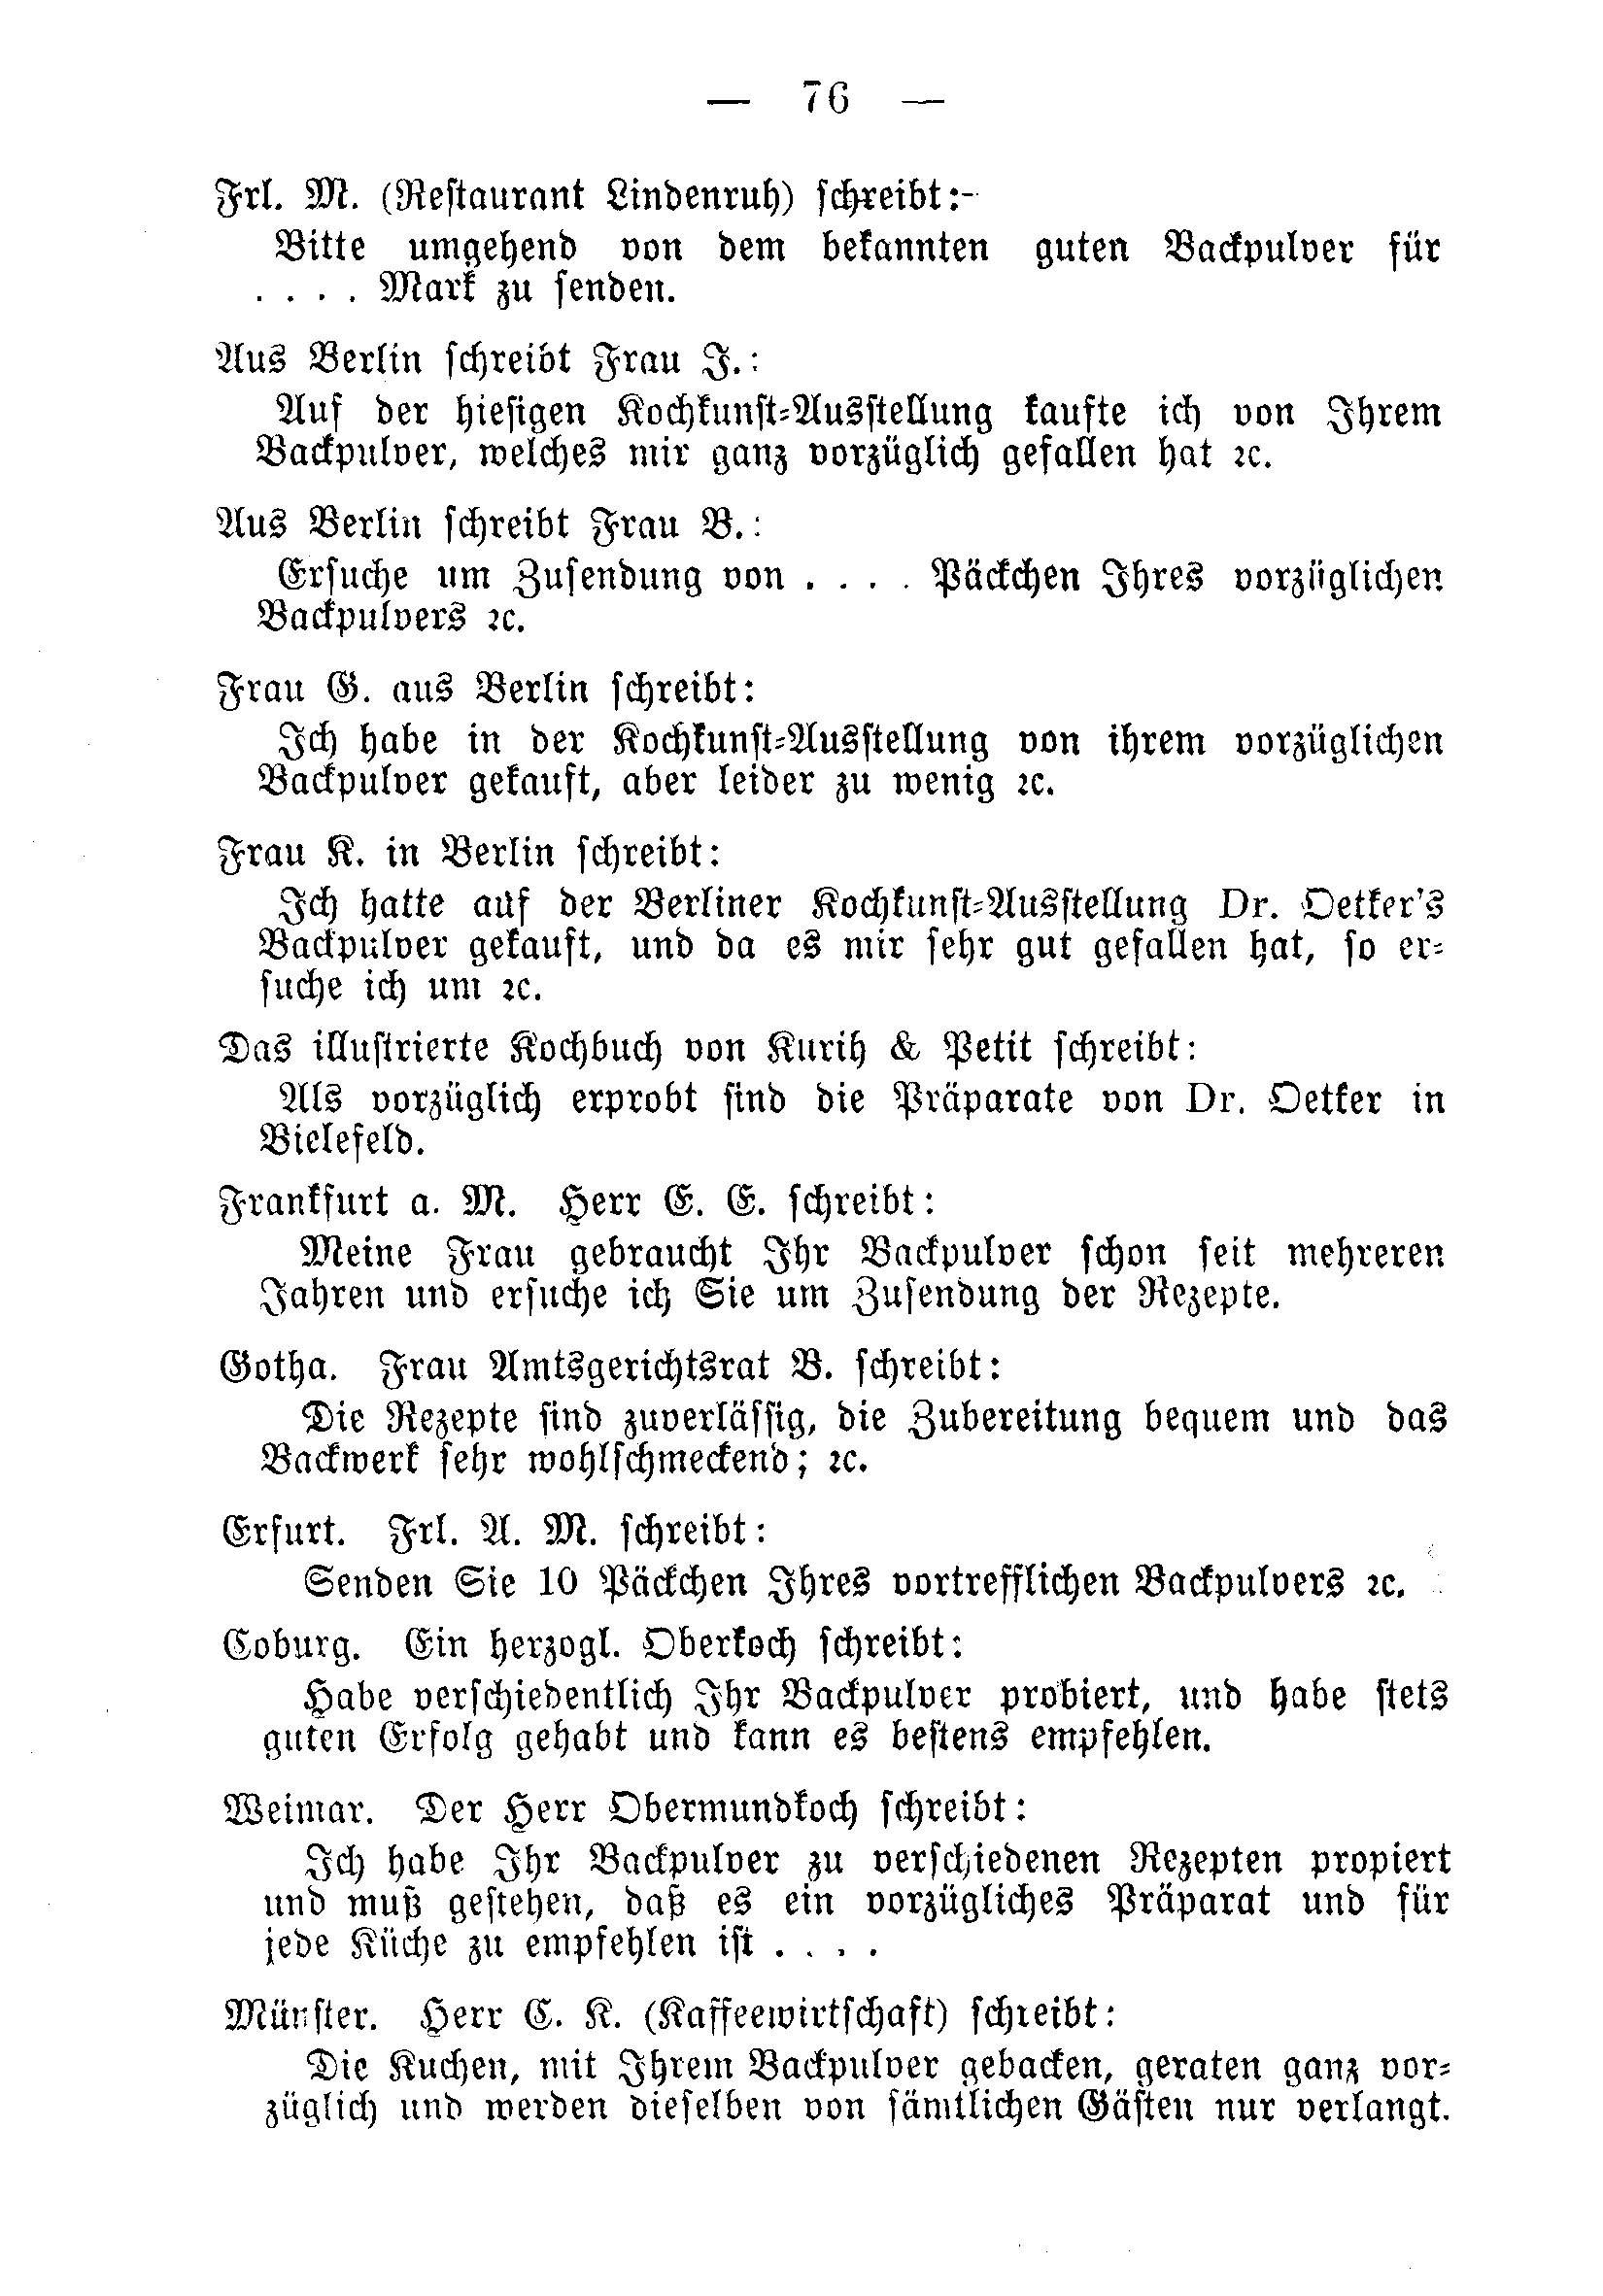 — 76 —
Frl. M. (Restaurant Lindenruh) schreibt:
Bitte umgehend von dem bekannten guten Backpulver für
. . . . Mark zu senden.
Aus Berlin schreibt Frau J.:
Auf der hiesigen Kochkunst-Ausstellung kaufte ich von Ihrem
Backpulver, welches mir ganz vorzüglich gefallen hat ꝛc.
Aus Berlin schreibt Frau B.:
Ersuche um Zusendung von . . . . Päckchen Ihres vorzüglichen
Backpulvers ꝛc.
Frau G. aus Berlin schreibt:
Ich habe in der Kochkunst-Ausstellung von ihrem vorzüglichen
Backpulver gekauft, aber leider zu wenig ꝛc.
Frau K. in Berlin schreibt:
Ich hatte auf der Berliner Kochkunst-Ausstellung Dr. Oetker's
Backpulver gekauft, und da es mir sehr gut gefallen hat, so er-
suche ich um ꝛc.
Das illustrierte Kochbuch von Kurth & Petit schreibt:
Als vorzüglich erprobt sind die Präparate von Dr. Oetker in
Bielefeld.
Frankfurt a. M. Herr E. E. schreibt:
Meine Frau gebraucht Ihr Backpulver schon seit mehreren
Jahren und ersuche ich Sie um Zusendung der Rezepte.
Gotha. Frau Amtsgerichtsrat B. schreibt:
Die Rezepte sind zuverlässig, die Zubereitung bequem und das
Backwerk sehr wohlschmeckend; ꝛc.
Erfurt. Frl. A. M. schreibt:
Senden Sie 10 Päckchen Ihres vortrefflichen Backpulvers ꝛc.
Coburg. Ein herzogl. Oberkoch schreibt:
Habe verschiedentlich Ihr Backpulver probiert, und habe stets
guten Erfolg gehabt und kann es bestens empfehlen.
Weimar. Der Herr Obermundkoch schreibt:
Ich habe Ihr Backpulver zu verschiedenen Rezepten propiert
und muß gestehen, daß es ein vorzügliches Präparat und für
jede Küche zu empfehlen ist . . . .
Münster. Herr C. K. (Kaffeewirtschaft) schreibt:
Die Kuchen, mit Ihrem Backpulver gebacken, geraten ganz vor-
züglich und werden dieselben von sämtlichen Gästen nur verlangt.